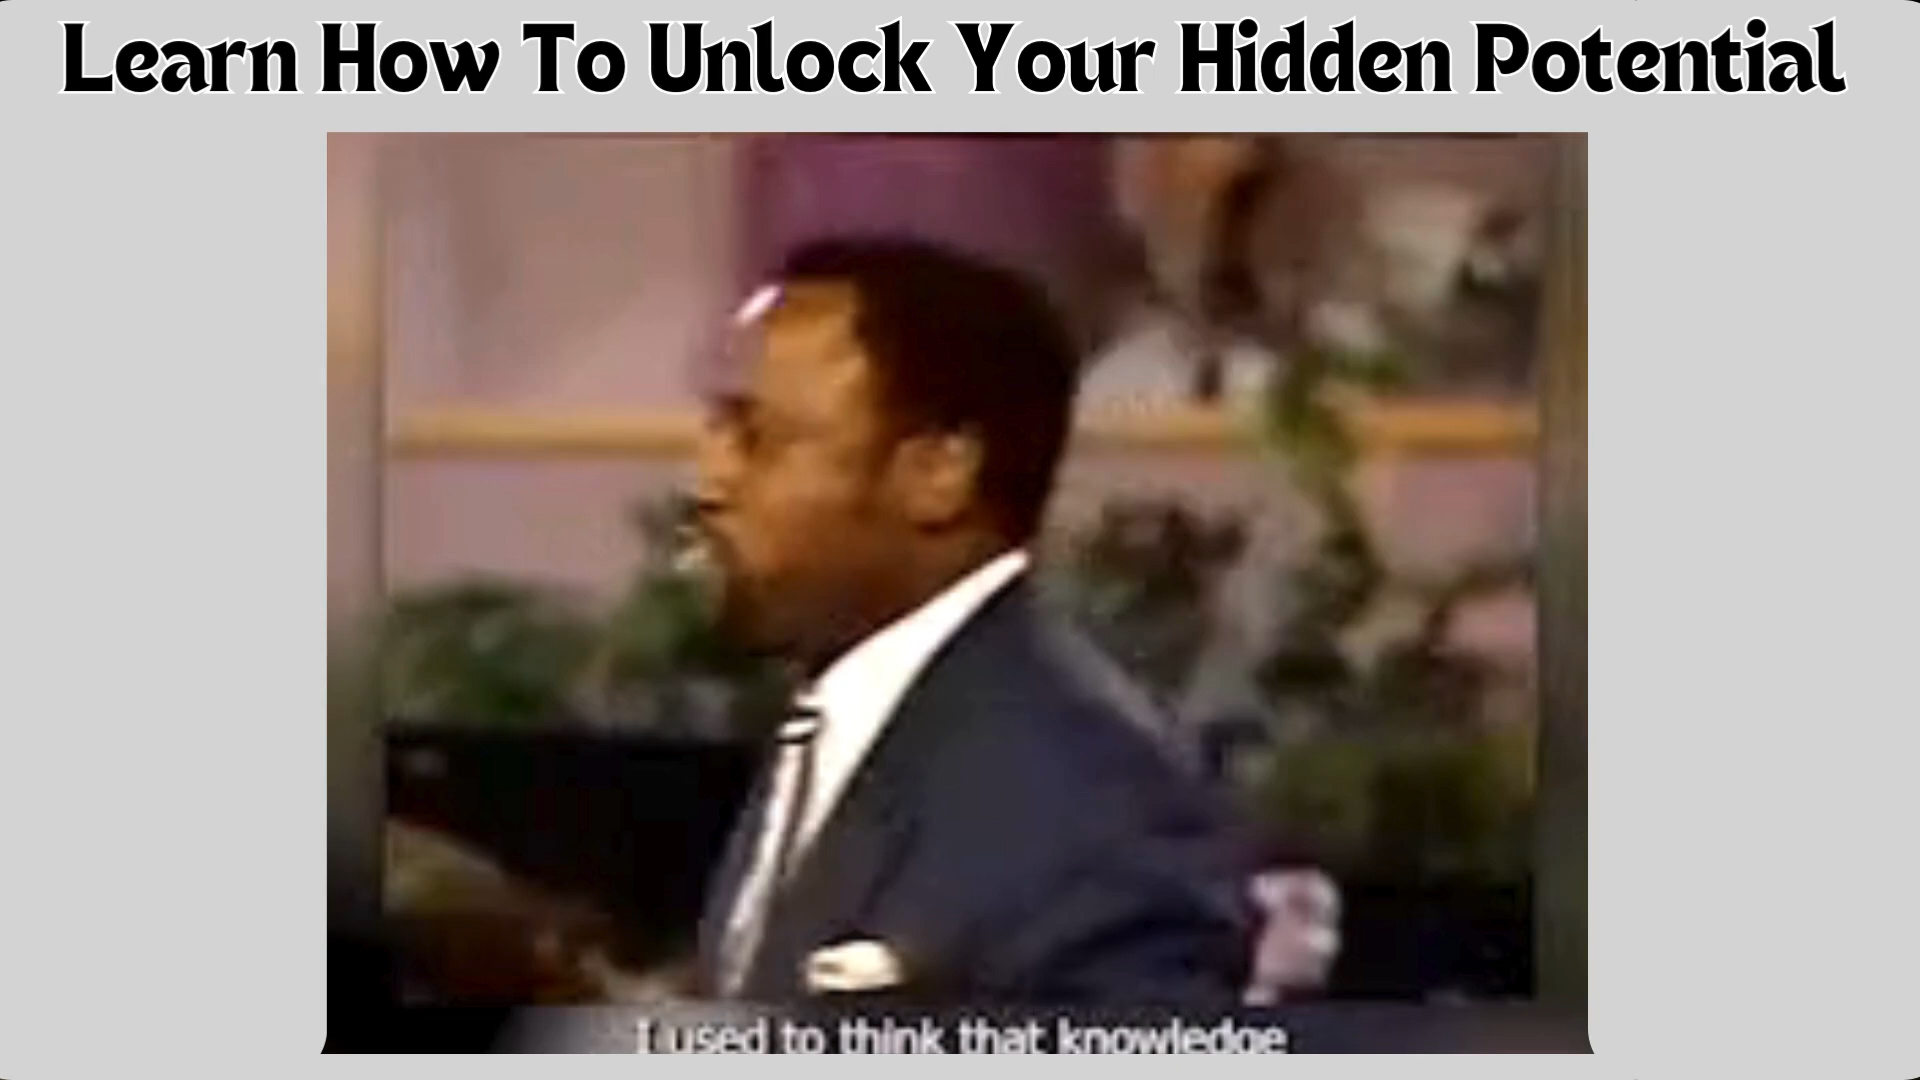 Learn How To Unlock Your Hidden Potential
I used to think that knowledge